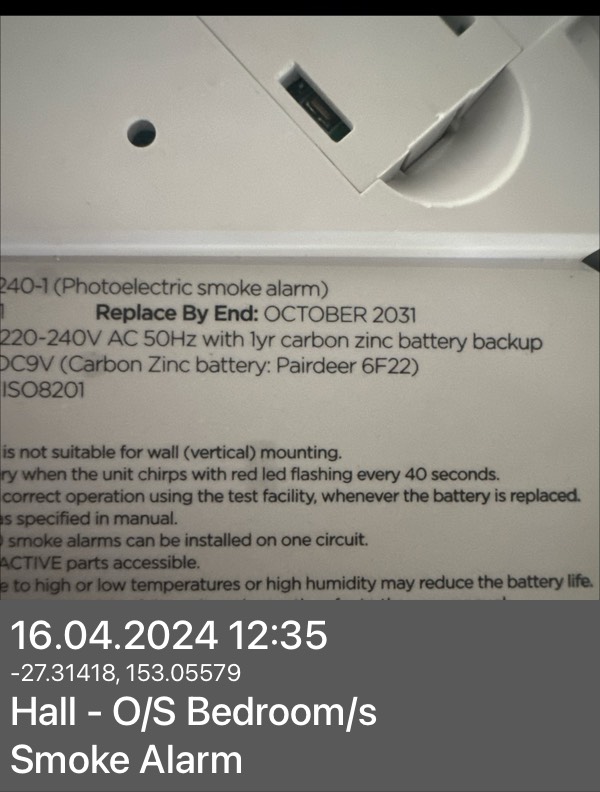 240-1 (Photoelectric smoke alarm)
1 Replace By End: OCTOBER 2031
220-240V AC 50Hz with 1yr carbon zinc battery backup
DC9V (Carbon Zinc battery: Pairdeer 6F22)
ISO8201
is not suitable for wall (vertical) mounting.
ry when the unit chirps with red led flashing every 40 seconds.
correct operation using the test facility, whenever the battery is replaced.
as specified in manual.
smoke alarms can be installed on one circuit.
ACTIVE parts accessible.
e to high or low temperatures or high humidity may reduce the battery life.
16.04.2024 12:35
-27.31418, 153.05579
Hall - O/S Bedroom/s
Smoke Alarm